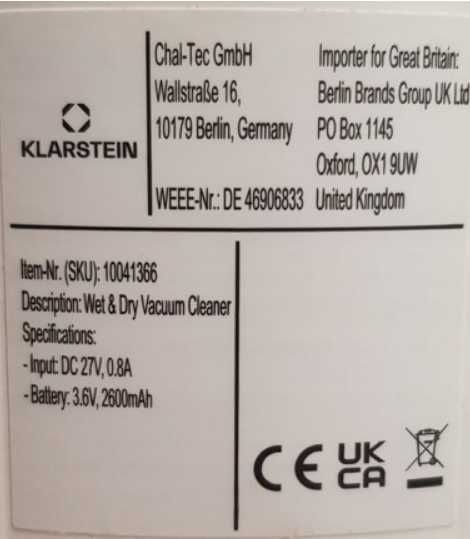 KLARSTEIN
Chal-Tec GmbH
Wallstraße 16,
10179 Berlin, Germany
WEEE-Nr.: DE 46906833
Importer for Great Britain:
Berlin Brands Group UK Ltd
PO Box 1145
Oxford, OX1 9UW
United Kingdom
Item-Nr. (SKU): 10041366
Description: Wet & Dry Vacuum Cleaner
Specifications:
- Input: DC 27V, 0.8A
- Battery: 3.6V, 2600mAh
CE
UK
CA